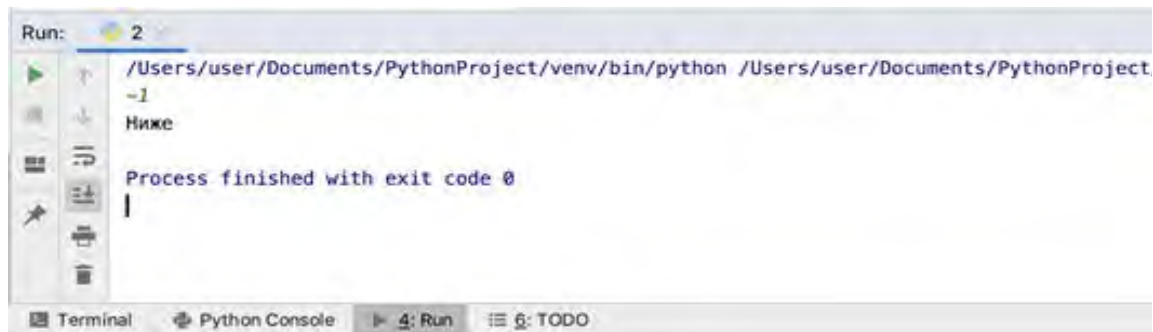 Run: 2
/Users/user/Documents/PythonProject/venv/bin/python /Users/user/Documents/PythonProject/
-1
Ниже
Process finished with exit code 0
Terminal Python Console 4: Run 6: TODO